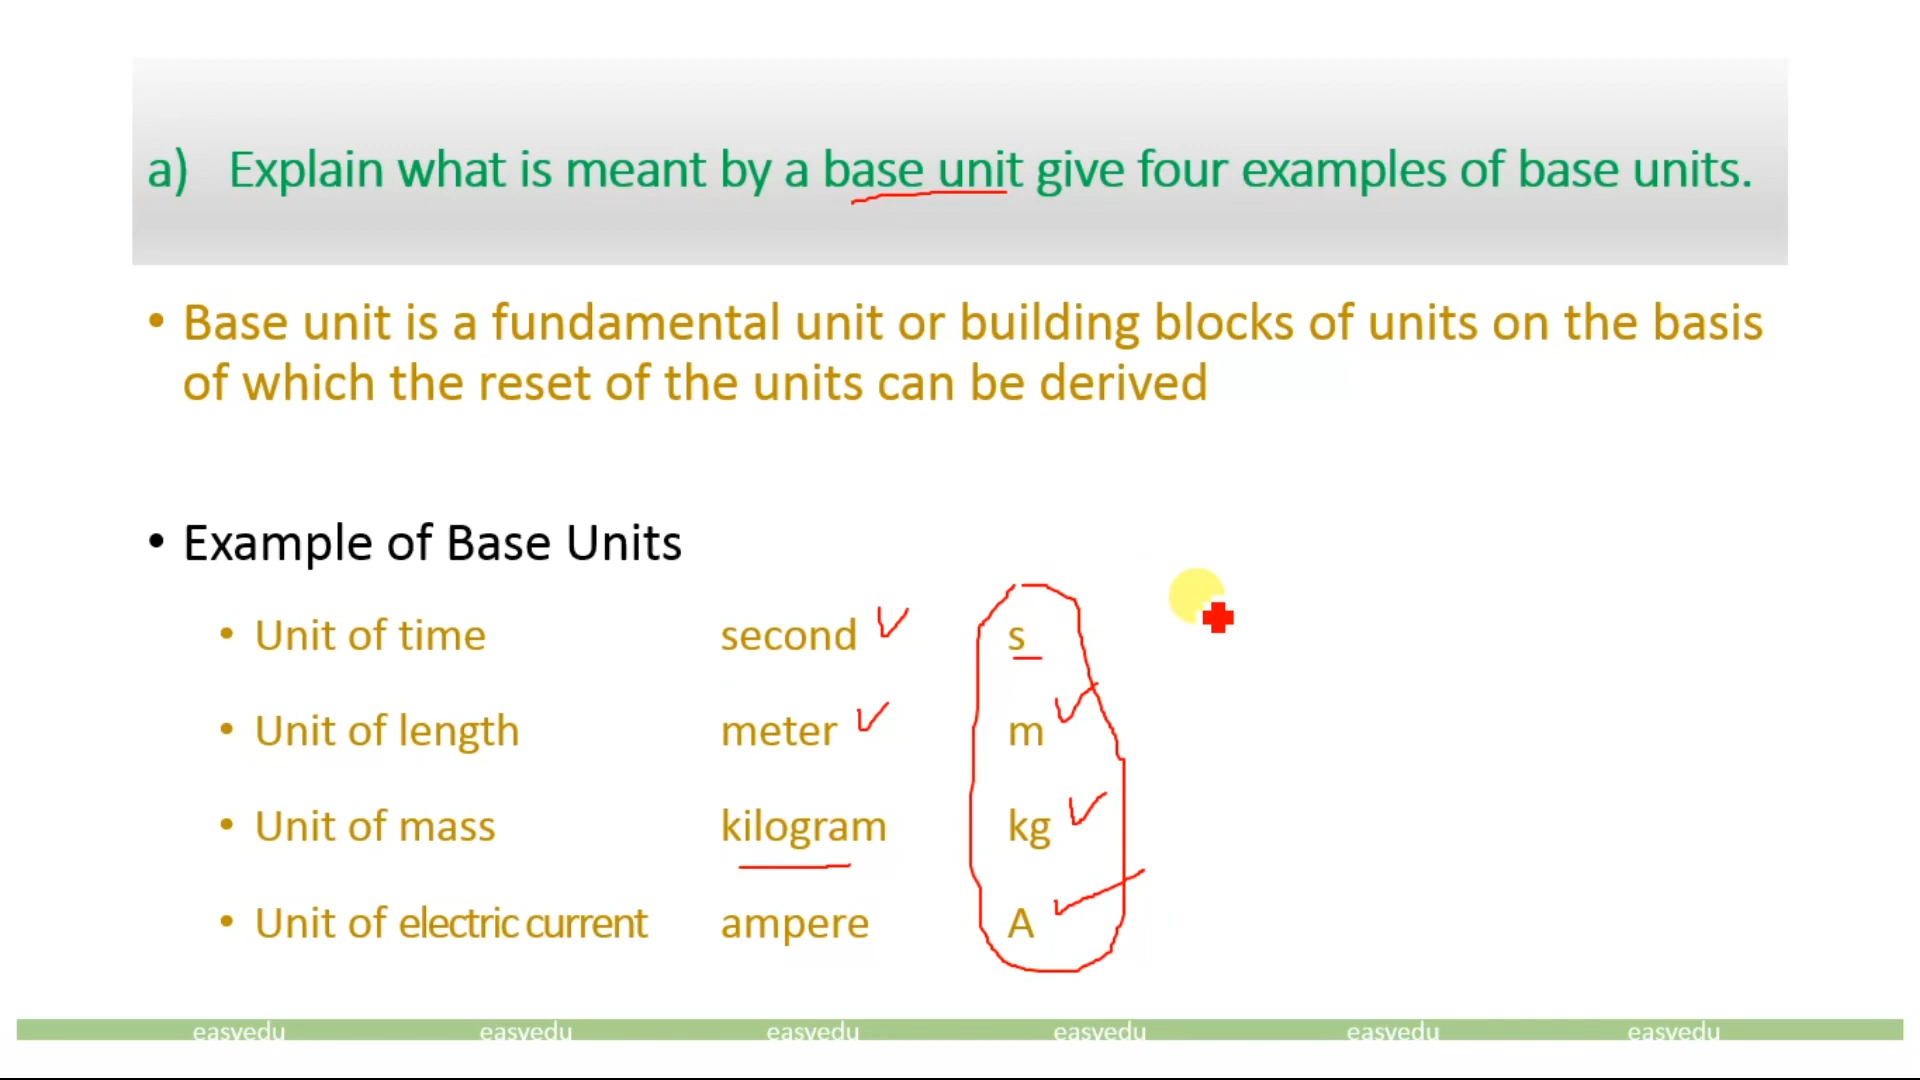 a) Explain what is meant by a base unit give four examples of base units.
• Base unit is a fundamental unit or building blocks of units on the basis
of which the reset of the units can be derived
• Example of Base Units
• Unit of time second s
• Unit of length meter m
• Unit of mass kilogram kg
• Unit of electric current ampere A
easyedu easyedu easyedu easyedu easyedu easyedu